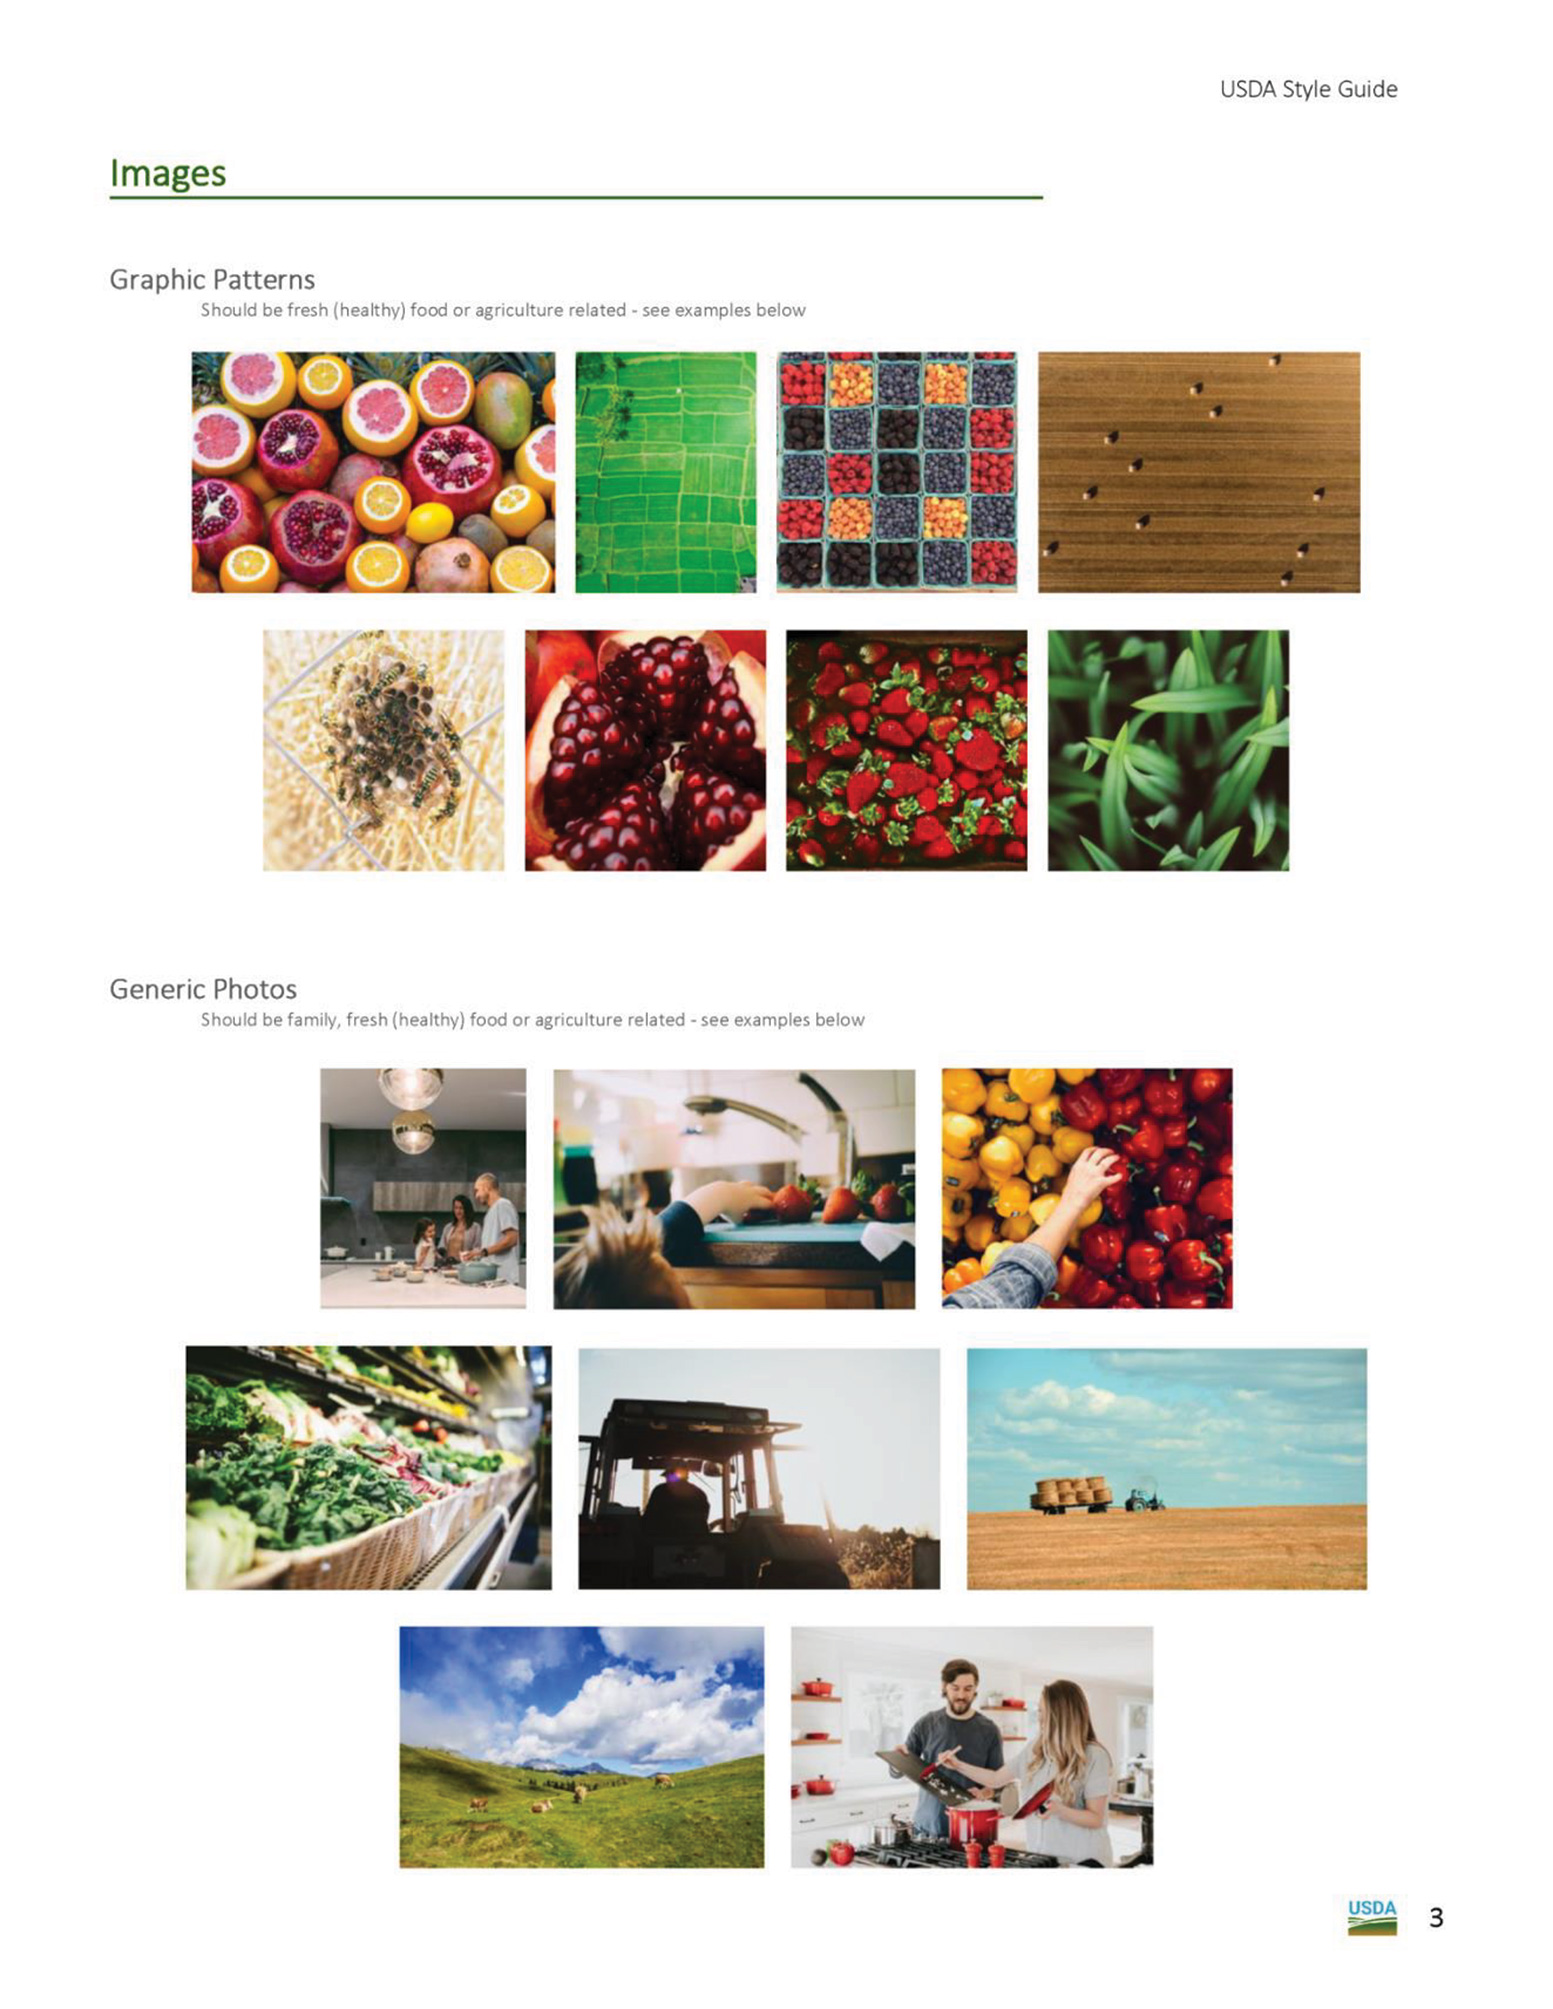 USDA Style Guide
Images
Graphic Patterns
Should be fresh (healthy) food or agriculture related - see examples below
Generic Photos
Should be family, fresh (healthy) food or agriculture related - see examples below
USDA
3